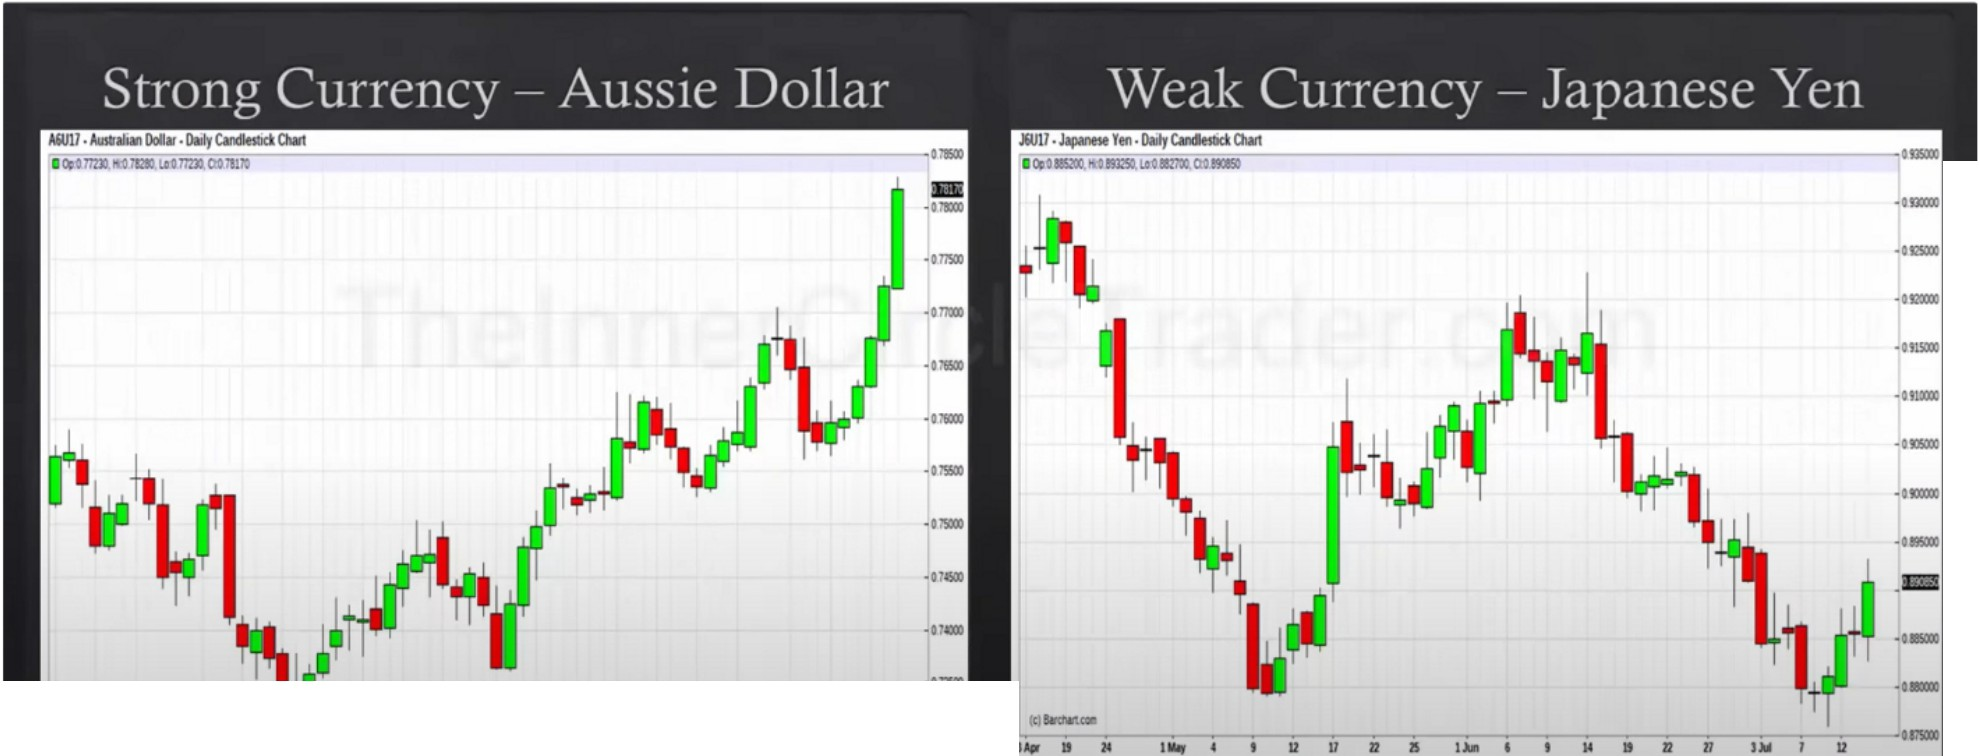 Strong Currency – Aussie Dollar
A6U17 - Australian Dollar - Daily Candlestick Chart
Op:0.77230, Hi:0.78280, Lo:0.77230, Cl:0.78170
0.78500
0.78170
0.78000
0.77500
0.77000
0.76500
0.76000
0.75500
0.75000
0.74500
0.74000
Weak Currency – Japanese Yen
J6U17 - Japanese Yen - Daily Candlestick Chart
Op:0.885200, Hi:0.893250, Lo:0.882700, Cl:0.890850
0.935000
0.930000
0.925000
0.920000
0.915000
0.910000
0.905000
0.900000
0.895000
0.890850
0.885000
0.880000
0.875000
(c) Barchart.com
Apr 19 24 1 May 4 9 12 17 22 25 1 Jun 6 9 14 19 22 27 3 Jul 7 12
TheInnerCircleTrader.com